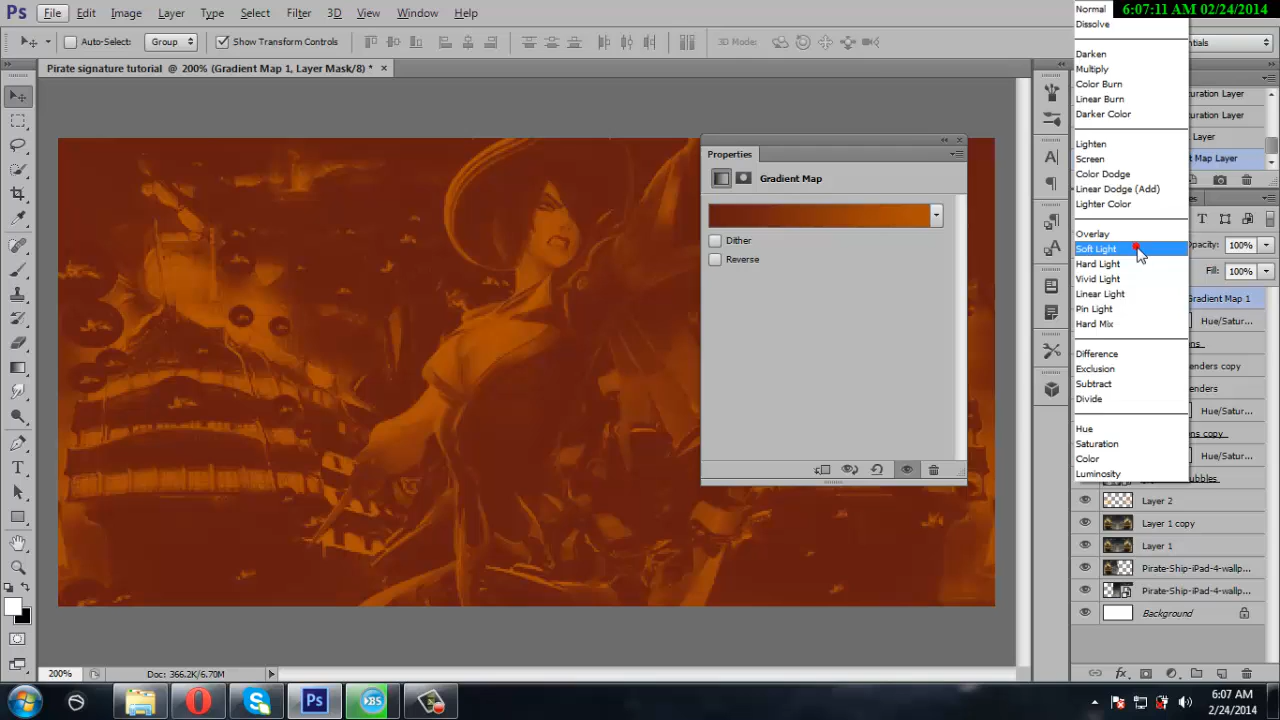 Ps File Edit Image Layer Type Select Filter 3D View Window Help
6:07:11 AM 02/24/2014
Auto-Select: Group Show Transform Controls 3D Mode:
Pirate signature tutorial @ 200% (Gradient Map 1, Layer Mask/8)
Properties
Gradient Map
Dither
Reverse
Normal
Dissolve
Darken
Multiply
Color Burn
Linear Burn
Darker Color
Lighten
Screen
Color Dodge
Linear Dodge (Add)
Lighter Color
Overlay
Soft Light
Hard Light
Vivid Light
Linear Light
Pin Light
Hard Mix
Difference
Exclusion
Subtract
Divide
Hue
Saturation
Color
Luminosity
Layer
Map Layer
Opacity: 100%
Fill: 100%
Gradient Map 1
Hue/Satur...
Hue/Satur...
Hue/Satur...
Layer 2
Layer 1 copy
Layer 1
Pirate-Ship-iPad-4-wallp...
Pirate-Ship-iPad-4-wallp...
Background
200% Doc: 366.2K/6.70M
Ps
6:07 AM
2/24/2014